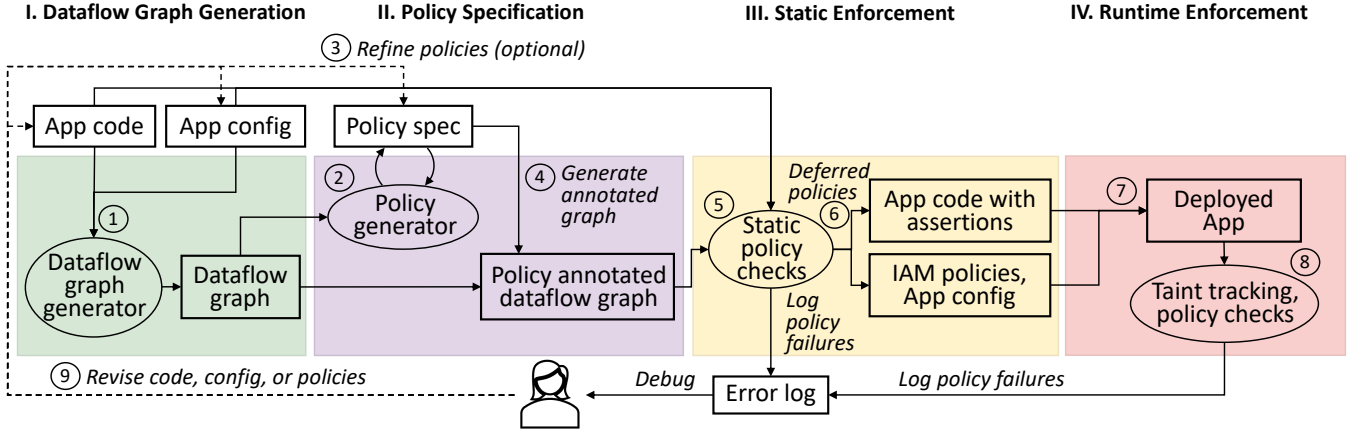 I. Dataflow Graph Generation
II. Policy Specification
III. Static Enforcement
IV. Runtime Enforcement
3 Refine policies (optional)
App code
App config
Policy spec
1
Dataflow
graph
generator
Dataflow
graph
2
Policy
generator
4 Generate
annotated
graph
Policy annotated
dataflow graph
5
Static
policy
checks
Deferred
policies
6
App code with
assertions
IAM policies,
App config
Log
policy
failures
7
Deployed
App
8
Taint tracking,
policy checks
9 Revise code, config, or policies
Debug
Error log
Log policy failures